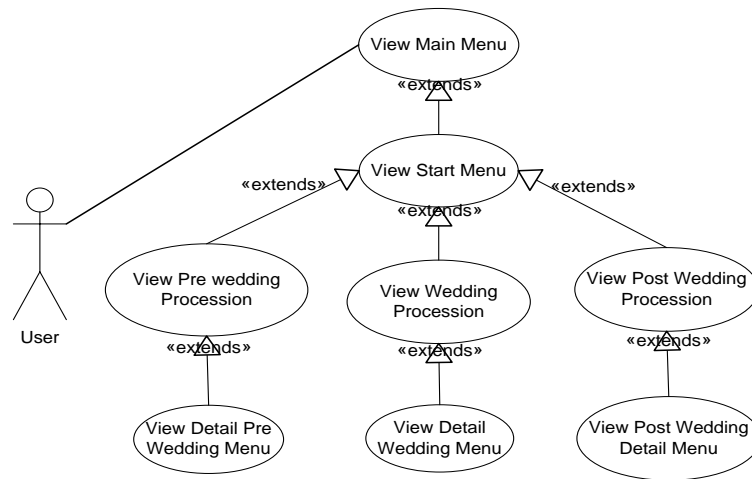 View Main Menu
«extends»
View Start Menu
«extends»
«extends»
«extends»
View Pre wedding
Procession
View Wedding
Procession
View Post Wedding
Procession
User
«extends»
«extends»
«extends»
View Detail Pre
Wedding Menu
View Detail
Wedding Menu
View Post Wedding
Detail Menu